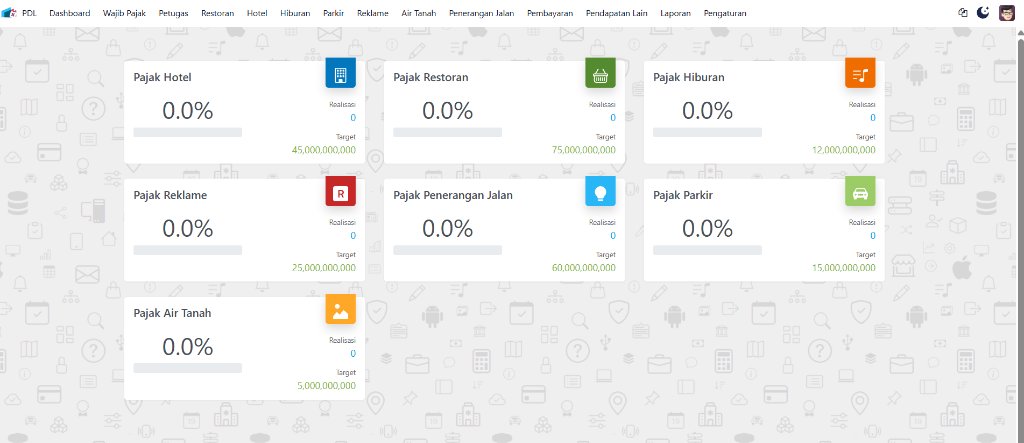 PDL Dashboard Wajib Pajak Petugas Restoran Hotel Hiburan Parkir Reklame Air Tanah Penerangan Jalan Pembayaran Pendapatan Lain Laporan Pengaturan
Pajak Hotel
0.0%
Realisasi
0
Target
45,000,000,000
Pajak Restoran
0.0%
Realisasi
0
Target
75,000,000,000
Pajak Hiburan
0.0%
Realisasi
0
Target
12,000,000,000
Pajak Reklame
R
0.0%
Realisasi
0
Target
25,000,000,000
Pajak Penerangan Jalan
0.0%
Realisasi
0
Target
60,000,000,000
Pajak Parkir
0.0%
Realisasi
0
Target
15,000,000,000
Pajak Air Tanah
0.0%
Realisasi
0
Target
5,000,000,000